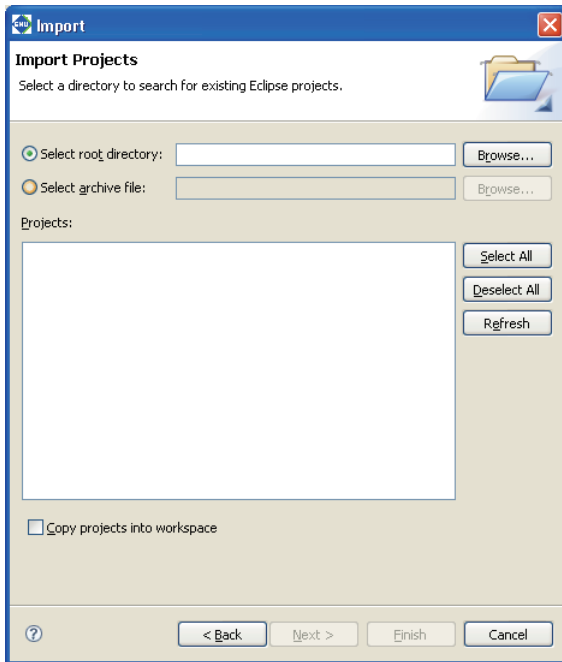 GNU Import
Import Projects
Select a directory to search for existing Eclipse projects.
Select root directory: Browse...
Select archive file: Browse...
Projects:
Select All
Deselect All
Refresh
Copy projects into workspace
? < Back Next > Finish Cancel